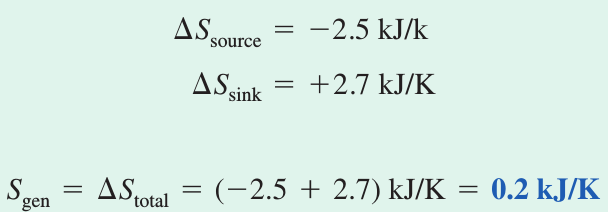 ΔS_source = −2.5 kJ/k
ΔS_sink = +2.7 kJ/K
S_gen = ΔS_total = (−2.5 + 2.7) kJ/K = 0.2 kJ/K